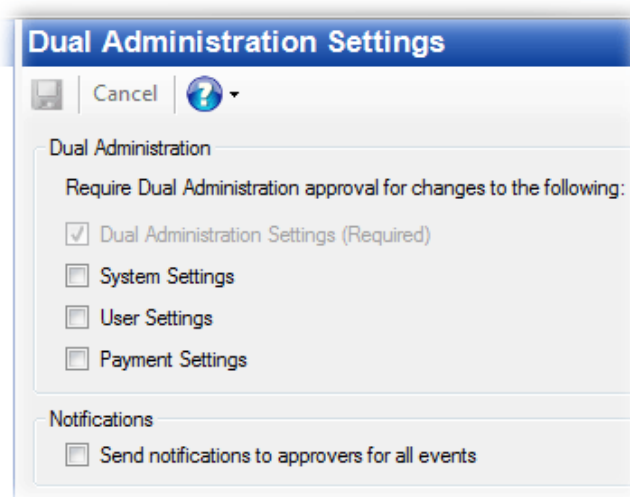 Dual Administration Settings
Cancel
Dual Administration
Require Dual Administration approval for changes to the following:
Dual Administration Settings (Required)
System Settings
User Settings
Payment Settings
Notifications
Send notifications to approvers for all events